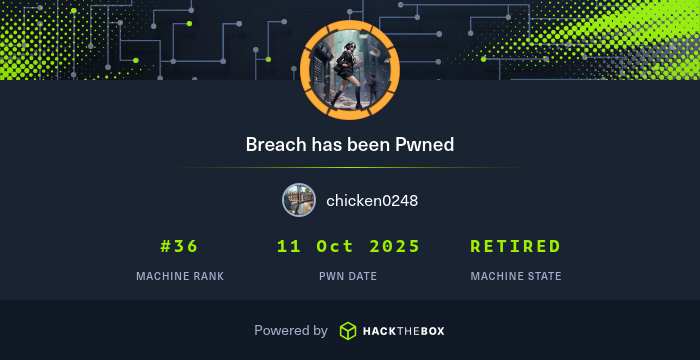 Breach has been Pwned
chicken0248
#36 11 Oct 2025 RETIRED
MACHINE RANK PWN DATE MACHINE STATE
Powered by HACKTHEBOX